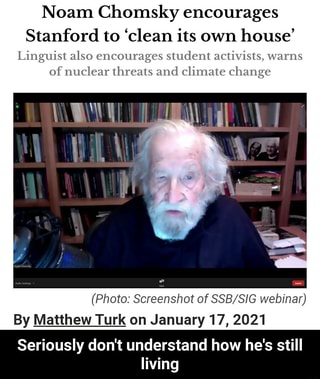 Noam Chomsky encourages
Stanford to ‘clean its own house’
Linguist also encourages student activists, warns
of nuclear threats and climate change
(Photo: Screenshot of SSB/SIG webinar)
By Matthew Turk on January 17, 2021
Seriously don't understand how he's still
living